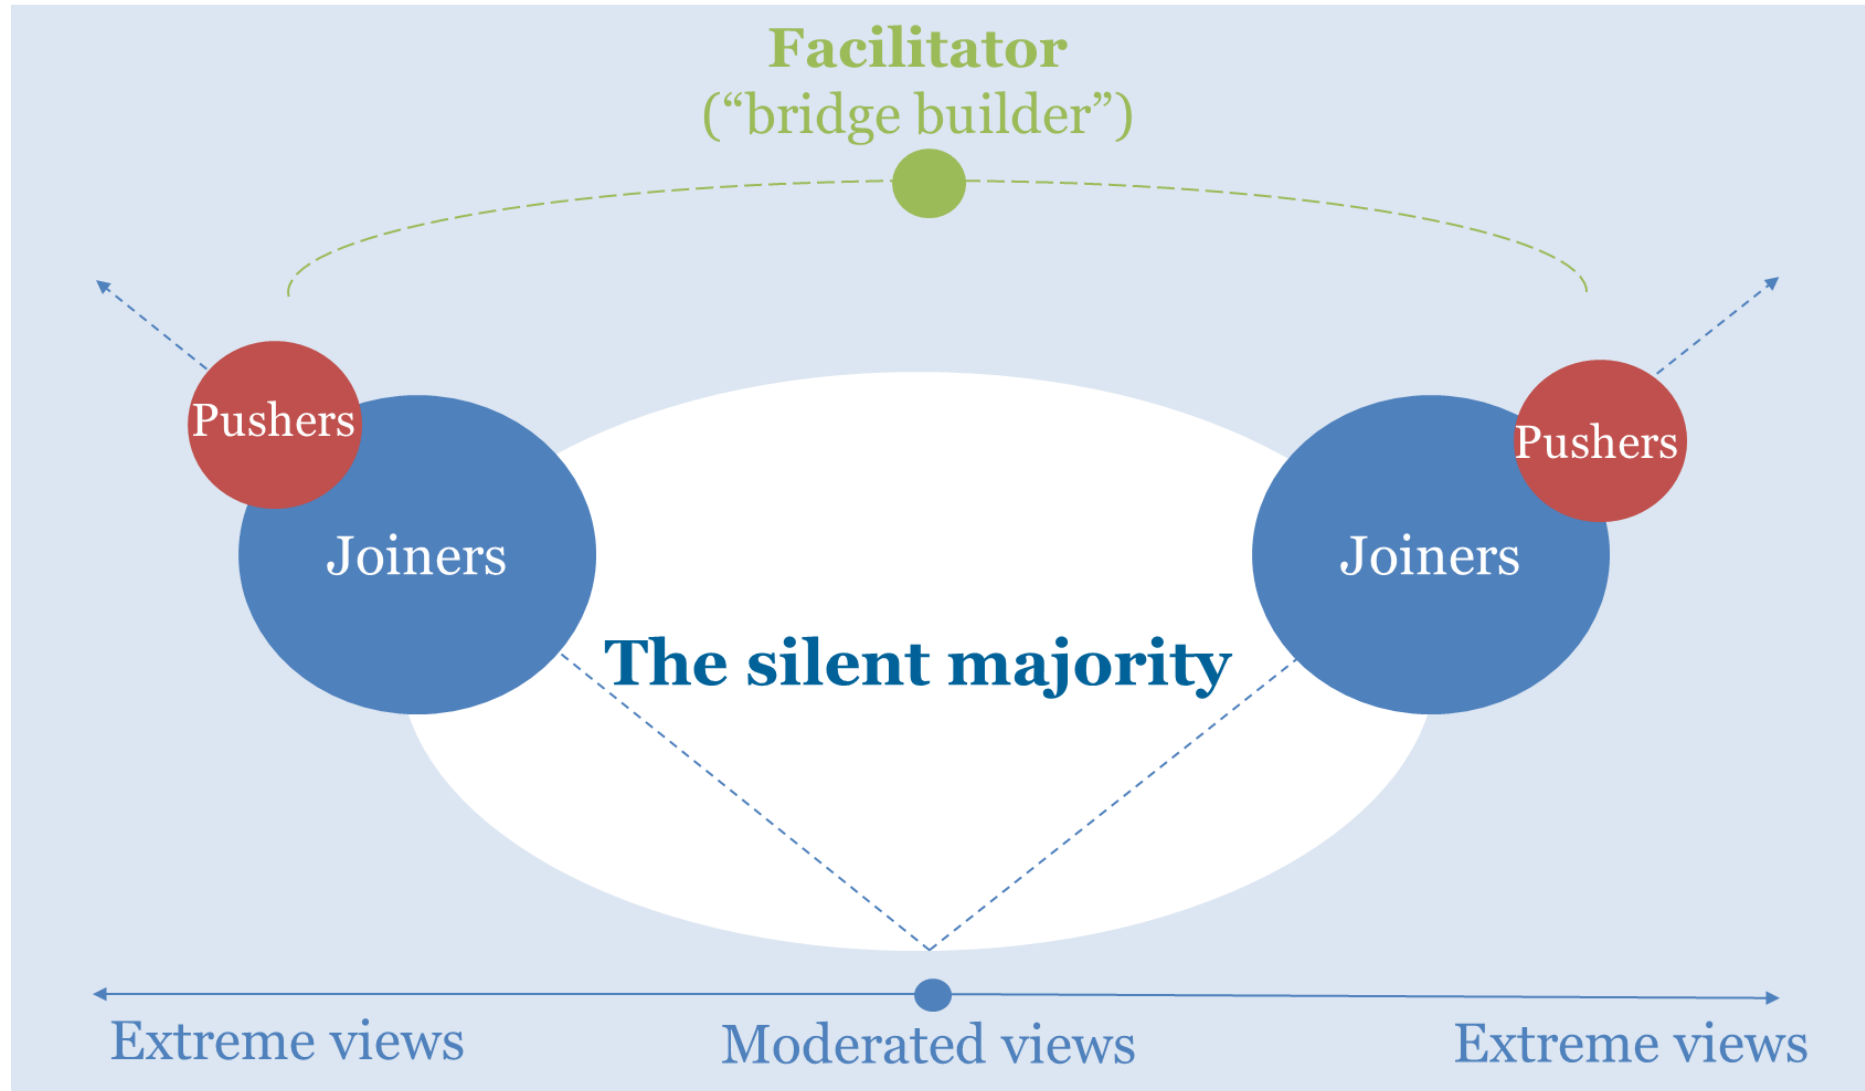 Facilitator
(“bridge builder”)
Pushers
Pushers
Joiners
Joiners
The silent majority
Extreme views
Moderated views
Extreme views